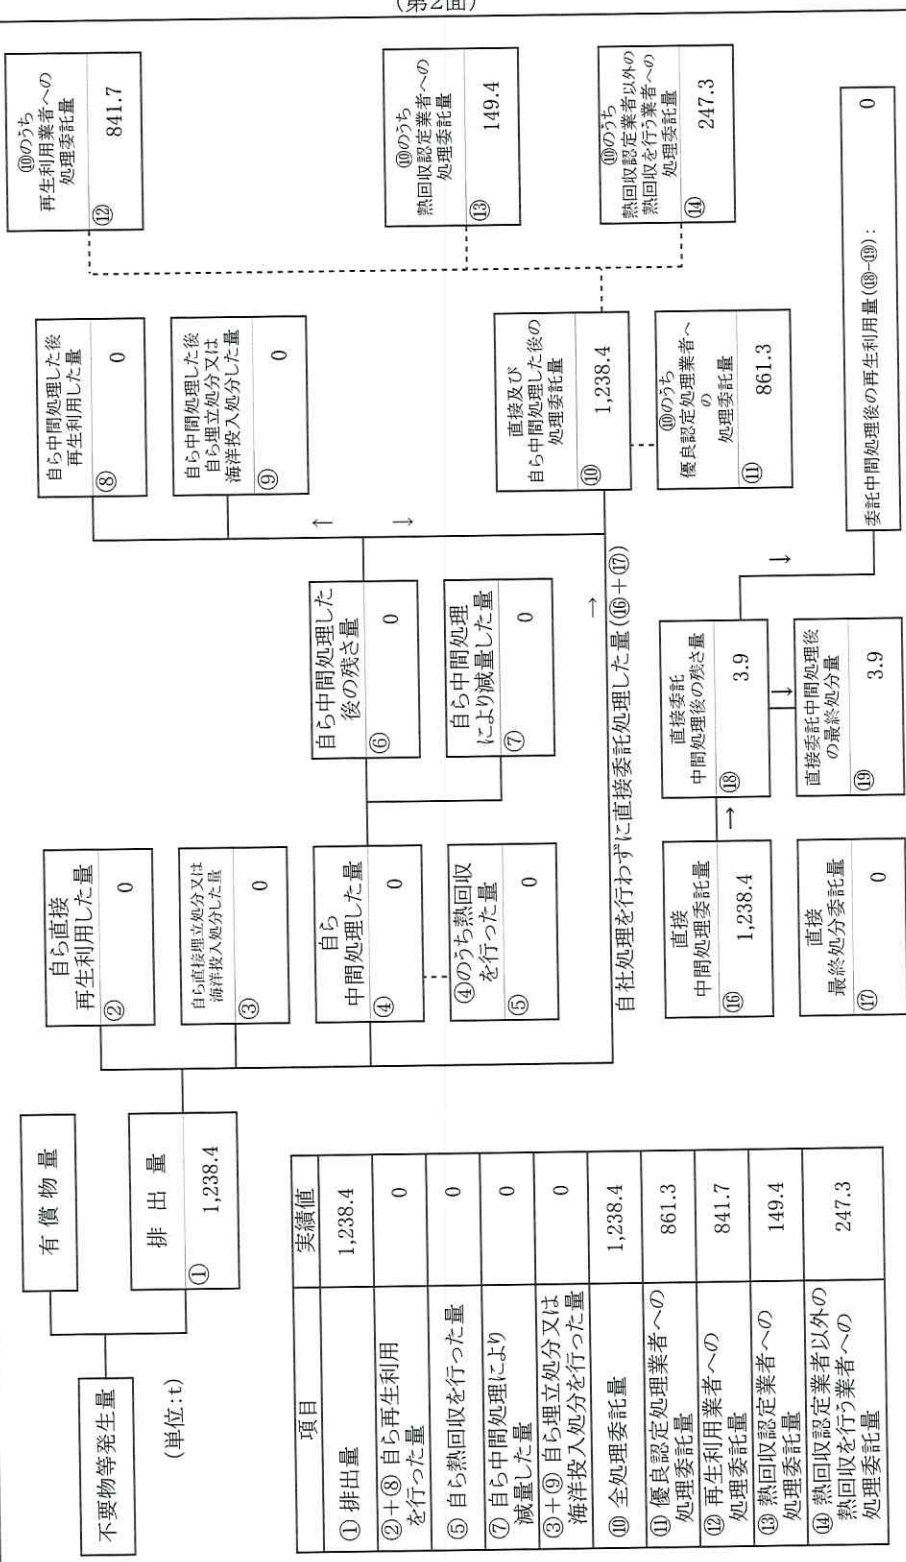 (第2面)
不要物等発生量
(単位:t)
有償物量
排出量
① 1,238.4
自ら直接
再生利用した量
② 0
自ら直接埋立処分又は
海洋投入処分した量
③ 0
自ら
中間処理した量
④ 0
④のうち熱回収
を行った量
⑤ 0
自ら中間処理した
後の残さ量
⑥ 0
自ら中間処理
により減量した量
⑦ 0
自ら中間処理した後
再生利用した量
⑧ 0
自ら中間処理した後
自ら埋立処分又は
海洋投入処分した量
⑨ 0
↑
↓
→
自社処理を行わずに直接委託処理した量(⑯+⑰)
直接及び
自ら中間処理した後の
処理委託量
⑩ 1,238.4
⑩のうち
優良認定処理業者へ
の
処理委託量
⑪ 861.3
⑩のうち
再生利用業者への
処理委託量
⑫ 841.7
⑩のうち
熱回収認定業者への
処理委託量
⑬ 149.4
⑩のうち
熱回収認定業者以外の
熱回収を行う業者への
処理委託量
⑭ 247.3
直接
中間処理委託量
⑯ 1,238.4
→
直接
最終処分委託量
⑰ 0
直接委託
中間処理後の残さ量
⑱ 3.9
↓
直接委託中間処理後
の最終処分量
⑲ 3.9
↓
委託中間処理後の再生利用量(⑱-⑲): 0
項目 実績値
① 排出量 1,238.4
②+⑧ 自ら再生利用
を行った量 0
⑤ 自ら熱回収を行った量 0
⑦ 自ら中間処理により
減量した量 0
③+⑨ 自ら埋立処分又は
海洋投入処分を行った量 0
⑩ 全処理委託量 1,238.4
⑪ 優良認定処理業者への
処理委託量 861.3
⑫ 再生利用業者への
処理委託量 841.7
⑬ 熱回収認定業者への
処理委託量 149.4
⑭ 熱回収認定業者以外の
熱回収を行う業者への
処理委託量 247.3